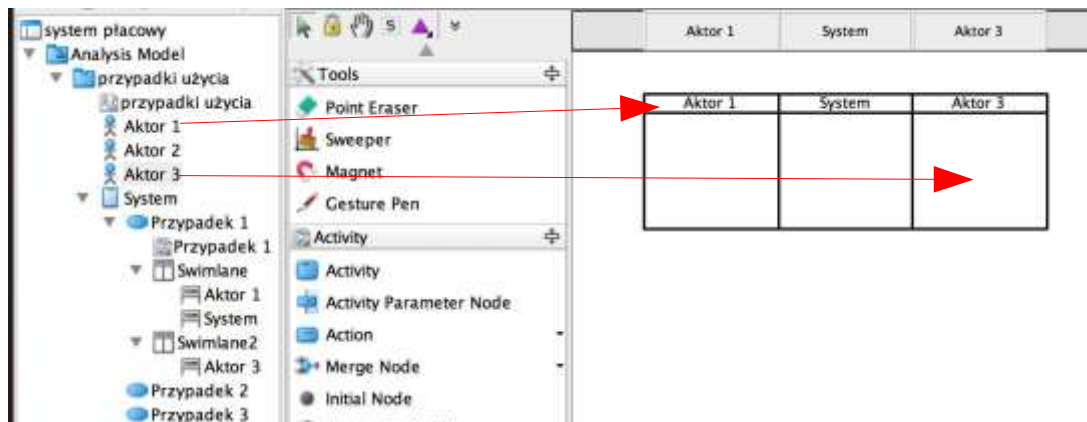 system płacowy
Analysis Model
przypadki użycia
przypadki użycia
Aktor 1
Aktor 2
Aktor 3
System
Przypadek 1
Przypadek 1
Swimlane
Aktor 1
System
Swimlane2
Aktor 3
Przypadek 2
Przypadek 3
S
Tools
Point Eraser
Sweeper
Magnet
Gesture Pen
Activity
Activity
Activity Parameter Node
Action
Merge Node
Initial Node
Aktor 1 System Aktor 3
Aktor 1 System Aktor 3